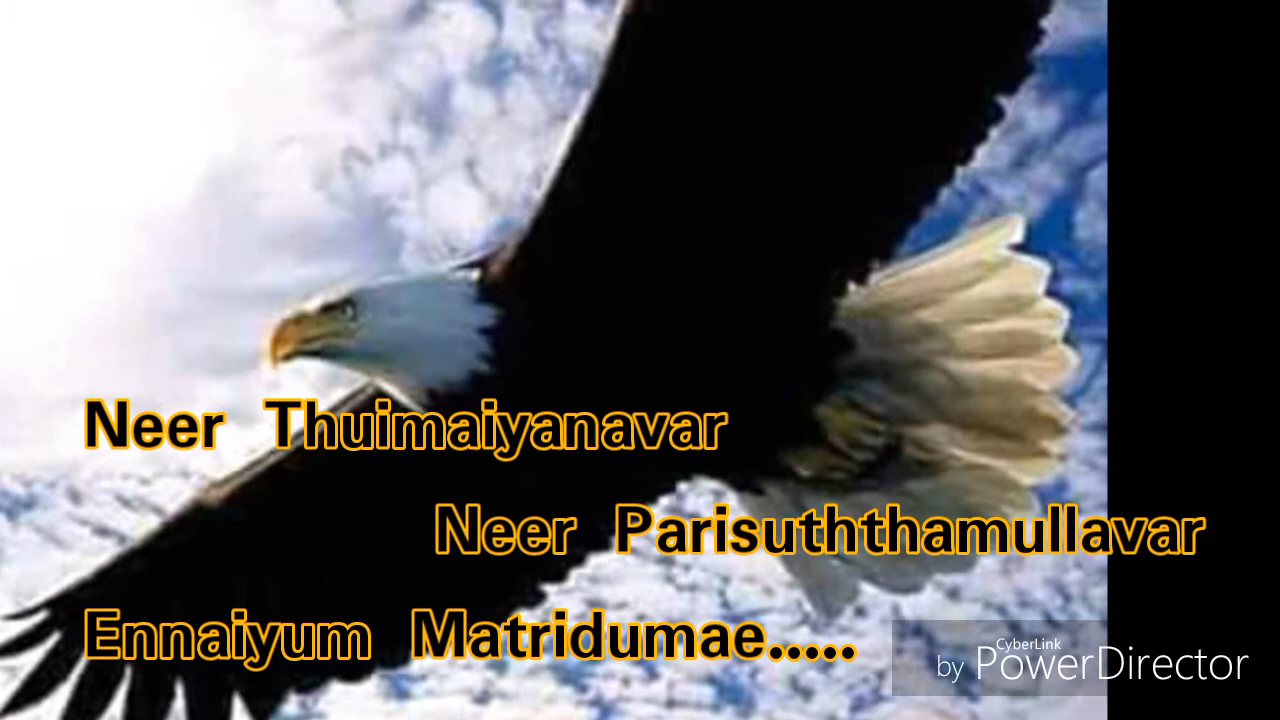 Neer Thuimaiyanavar
Neer Parisuththamullavar
Ennaiyum Matridumae.....
CyberLink
by PowerDirector